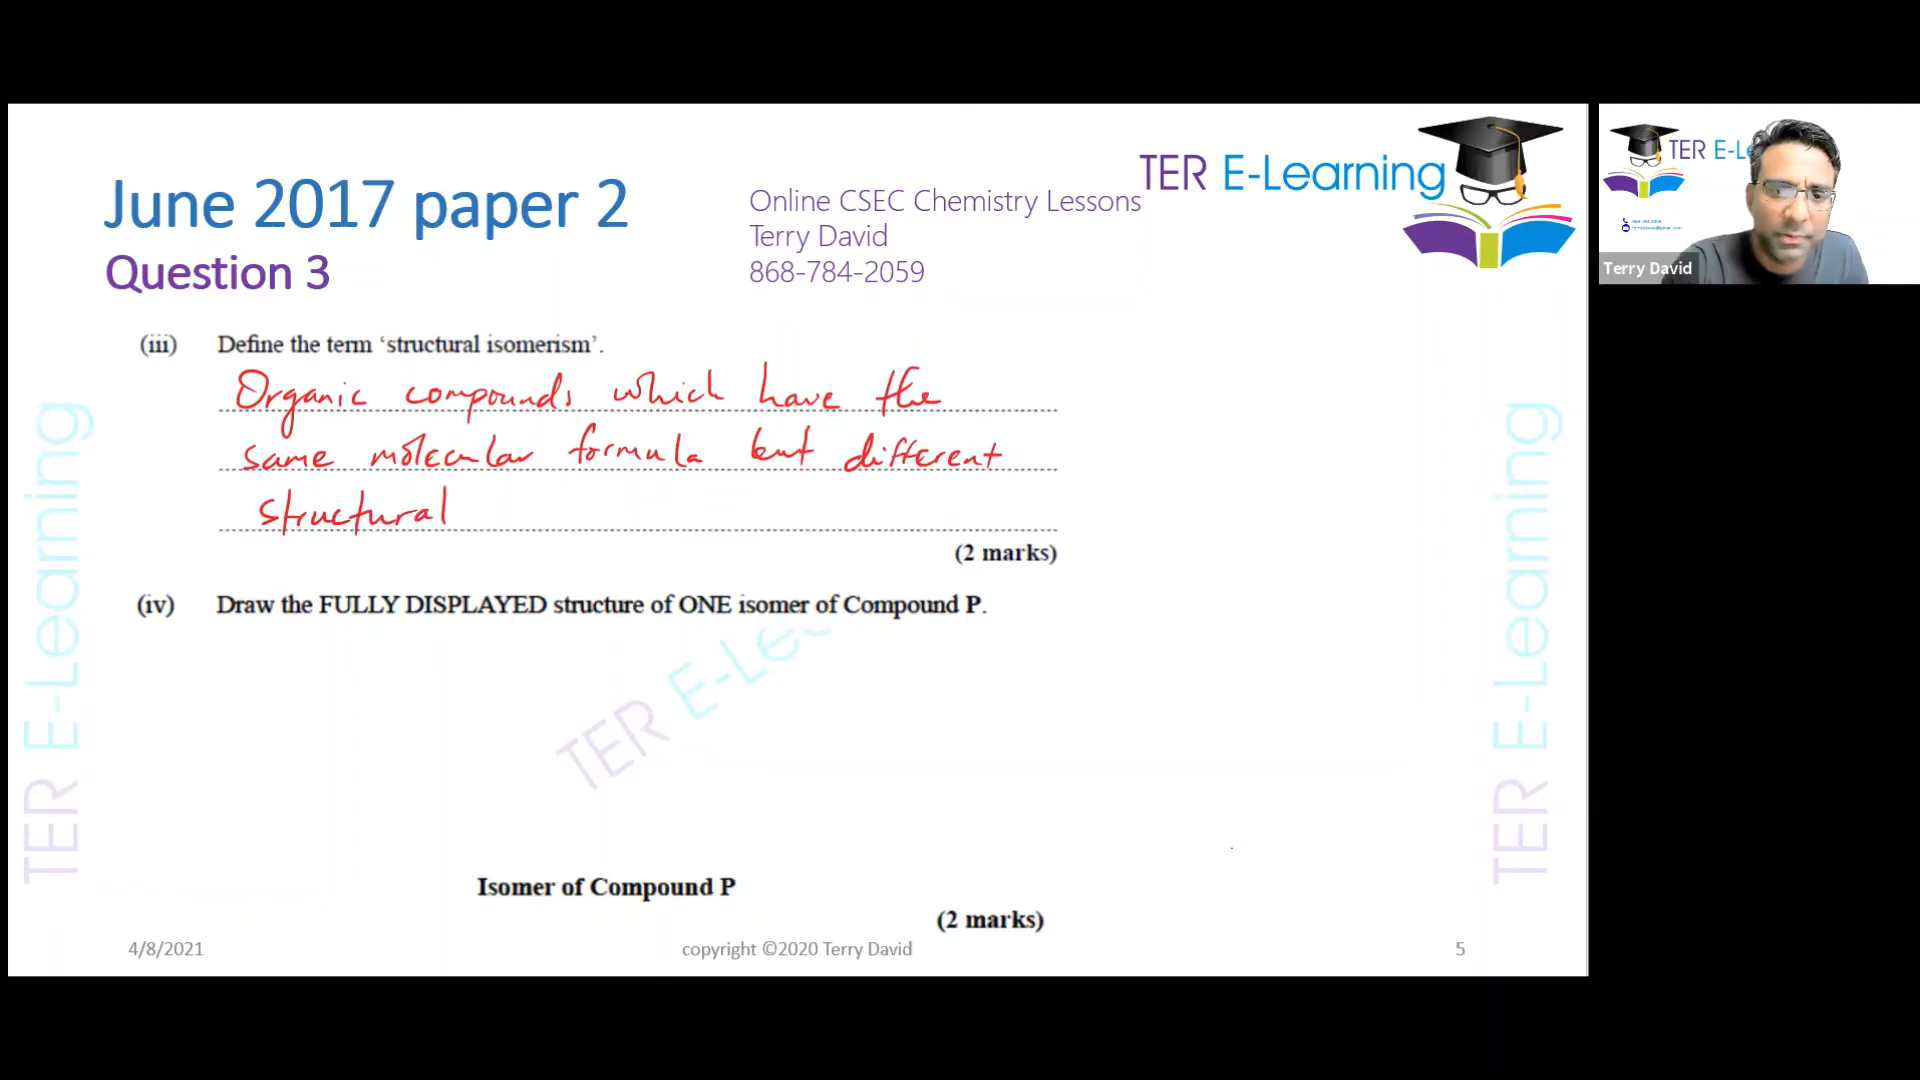 TER E-Learning
June 2017 paper 2
Question 3
Online CSEC Chemistry Lessons
Terry David
868-784-2059
TER E-L
Terry David
(iii) Define the term ‘structural isomerism’.
Organic compounds which have the
same molecular formula but different
structural
(2 marks)
(iv) Draw the FULLY DISPLAYED structure of ONE isomer of Compound P.
TER E-Learning
TER E-Le
TER E-Learning
Isomer of Compound P
(2 marks)
4/8/2021
copyright ©2020 Terry David
5